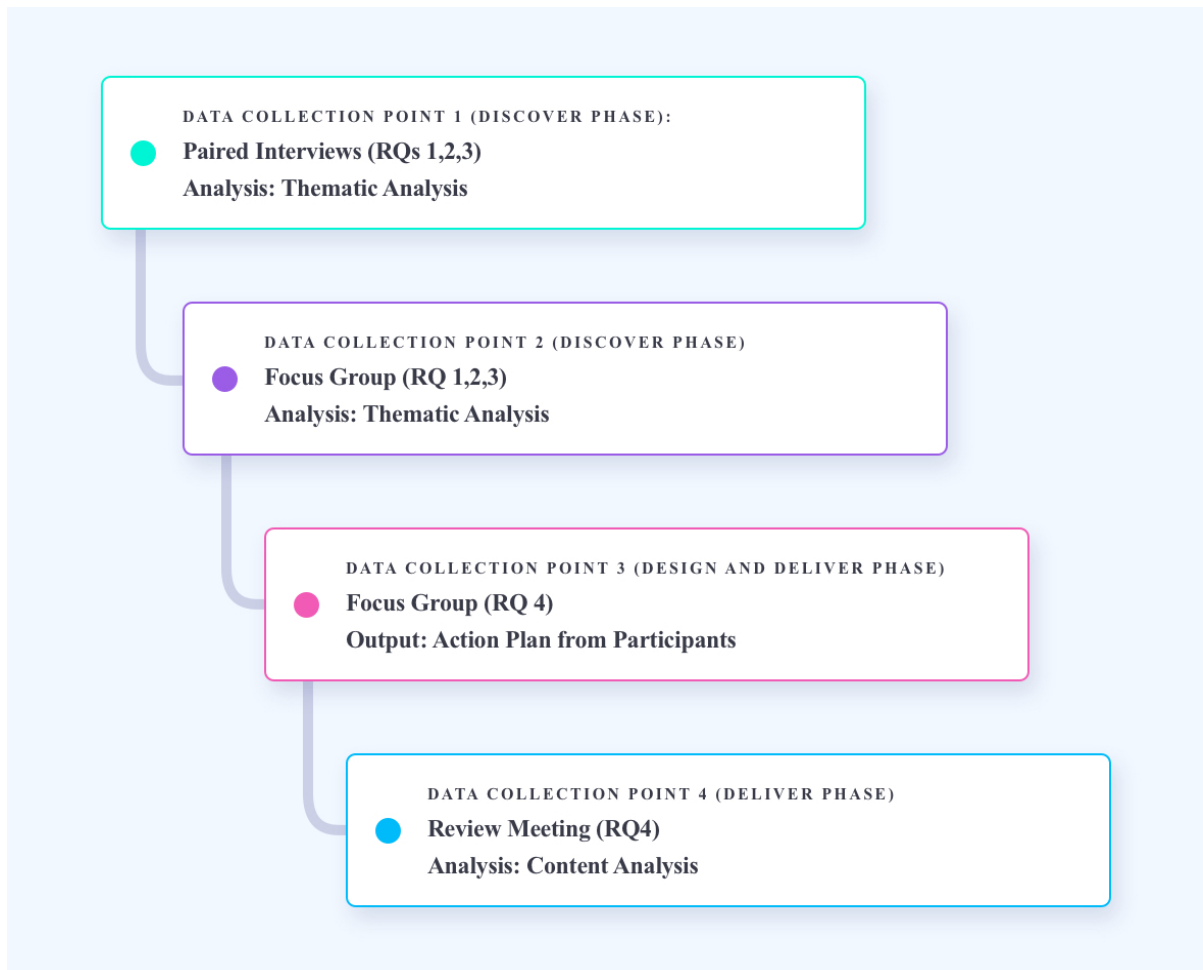 DATA COLLECTION POINT 1 (DISCOVER PHASE):
Paired Interviews (RQs 1,2,3)
Analysis: Thematic Analysis
DATA COLLECTION POINT 2 (DISCOVER PHASE)
Focus Group (RQ 1,2,3)
Analysis: Thematic Analysis
DATA COLLECTION POINT 3 (DESIGN AND DELIVER PHASE)
Focus Group (RQ 4)
Output: Action Plan from Participants
DATA COLLECTION POINT 4 (DELIVER PHASE)
Review Meeting (RQ4)
Analysis: Content Analysis